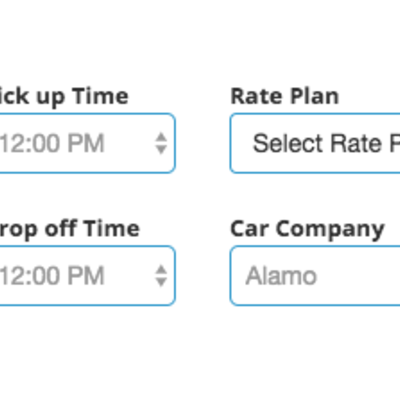 ick up Time Rate Plan
12:00 PM Select Rate P
rop off Time Car Company
12:00 PM Alamo